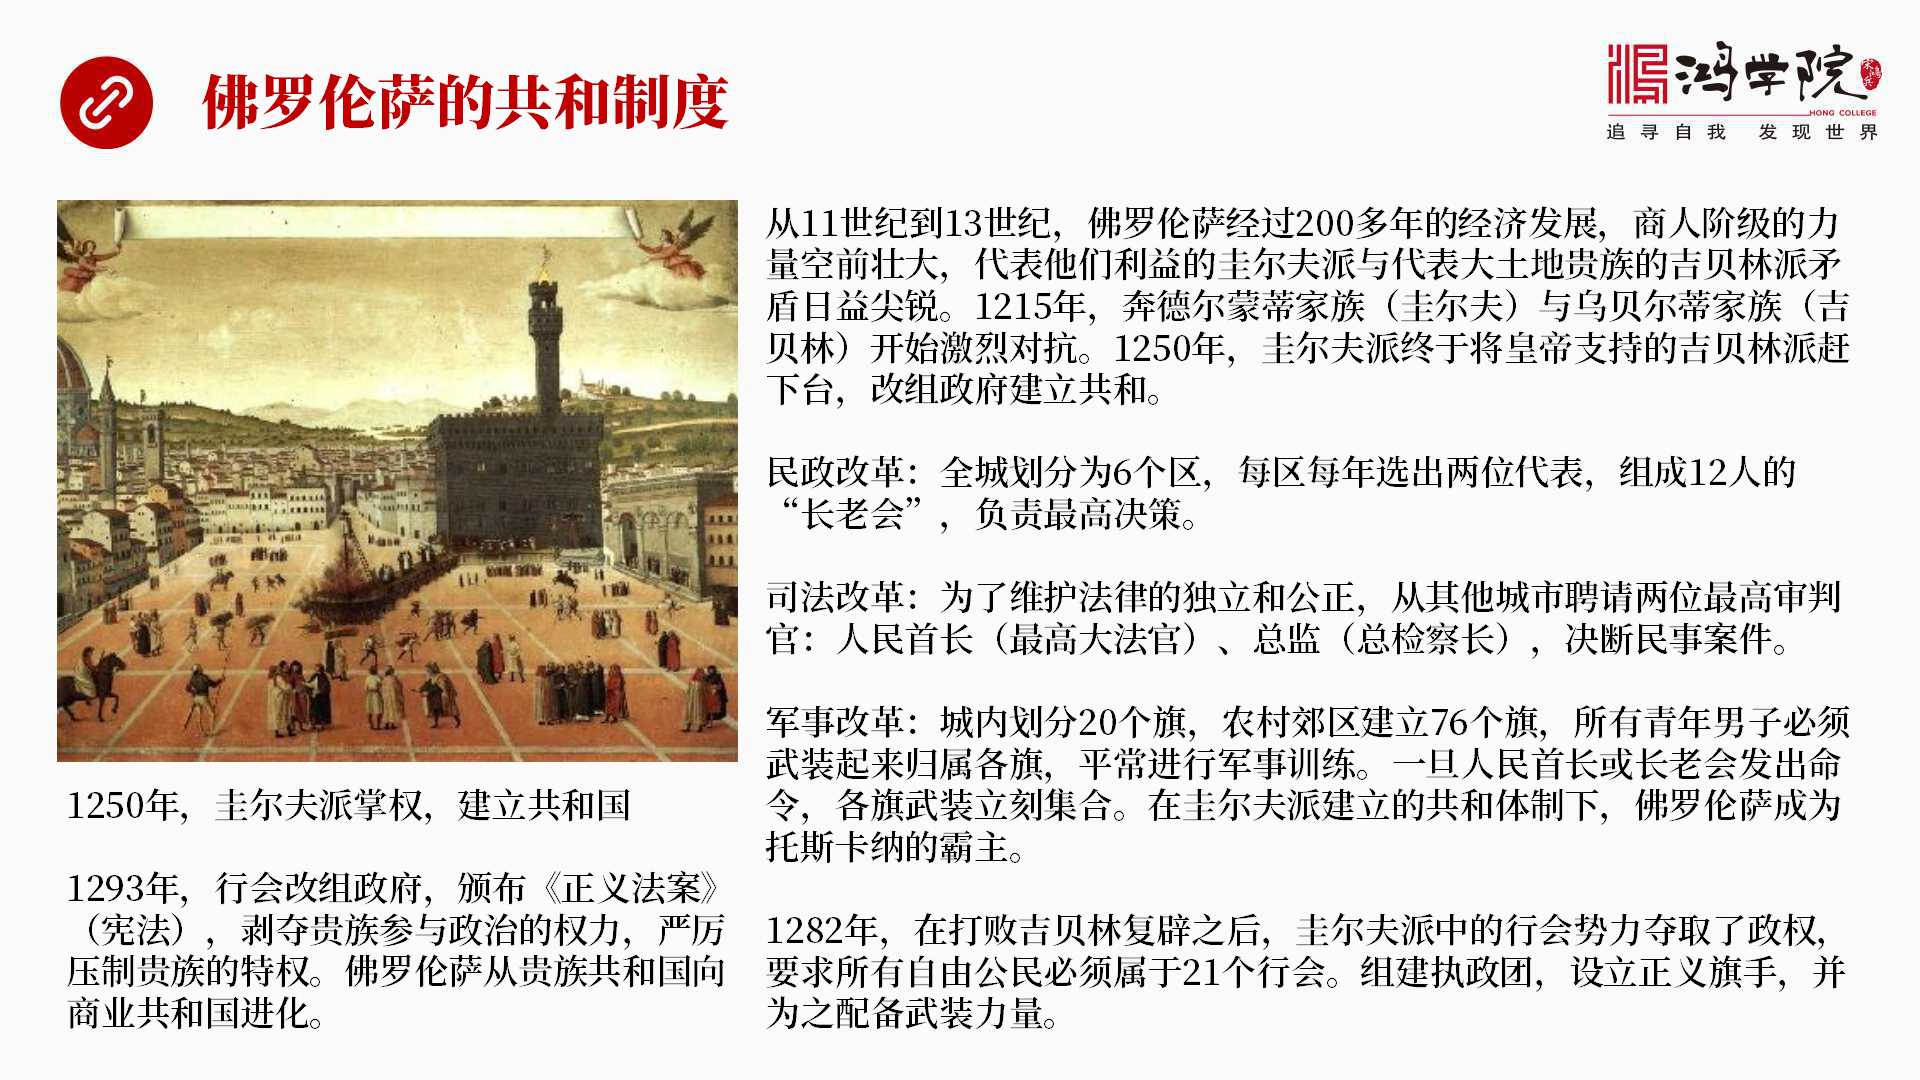 佛罗伦萨的共和制度
鸿学院
宋鸿兵
HONG COLLEGE
追寻自我 发现世界
1250年，圭尔夫派掌权，建立共和国
1293年，行会改组政府，颁布《正义法案》
（宪法），剥夺贵族参与政治的权力，严厉
压制贵族的特权。佛罗伦萨从贵族共和国向
商业共和国进化。
从11世纪到13世纪，佛罗伦萨经过200多年的经济发展，商人阶级的力
量空前壮大，代表他们利益的圭尔夫派与代表大土地贵族的吉贝林派矛
盾日益尖锐。1215年，奔德尔蒙蒂家族（圭尔夫）与乌贝尔蒂家族（吉
贝林）开始激烈对抗。1250年，圭尔夫派终于将皇帝支持的吉贝林派赶
下台，改组政府建立共和。
民政改革：全城划分为6个区，每区每年选出两位代表，组成12人的
“长老会”，负责最高决策。
司法改革：为了维护法律的独立和公正，从其他城市聘请两位最高审判
官：人民首长（最高大法官）、总监（总检察长），决断民事案件。
军事改革：城内划分20个旗，农村郊区建立76个旗，所有青年男子必须
武装起来归属各旗，平常进行军事训练。一旦人民首长或长老会发出命
令，各旗武装立刻集合。在圭尔夫派建立的共和体制下，佛罗伦萨成为
托斯卡纳的霸主。
1282年，在打败吉贝林复辟之后，圭尔夫派中的行会势力夺取了政权，
要求所有自由公民必须属于21个行会。组建执政团，设立正义旗手，并
为之配备武装力量。